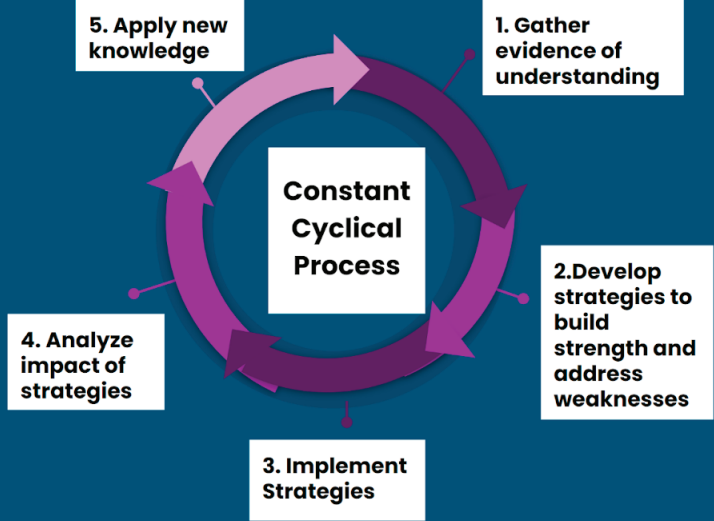 5. Apply new
knowledge
1. Gather
evidence of
understanding
Constant
Cyclical
Process
2.Develop
strategies to
build
strength and
address
weaknesses
4. Analyze
impact of
strategies
3. Implement
Strategies